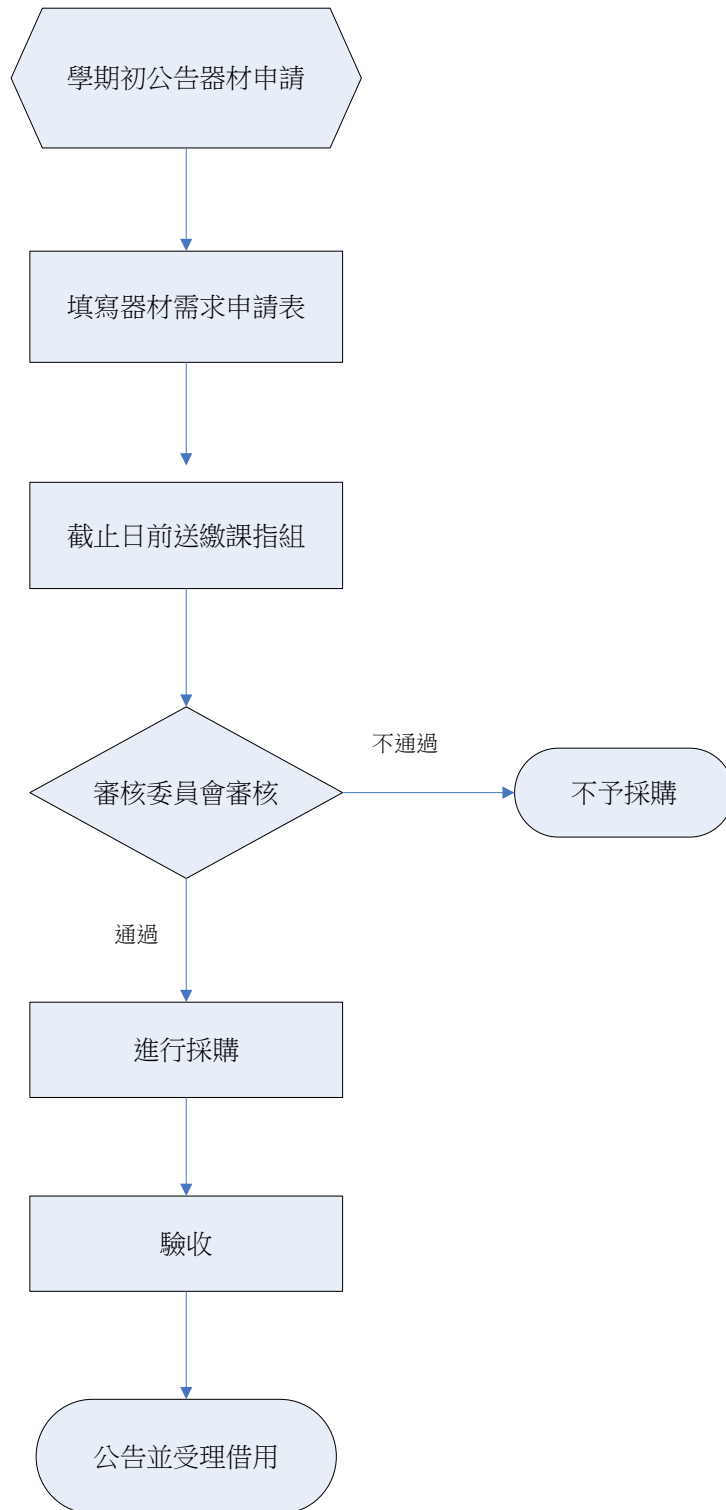 學期初公告器材申請
填寫器材需求申請表
截止日前送繳課指組
審核委員會審核
不通過
不予採購
通過
進行採購
驗收
公告並受理借用